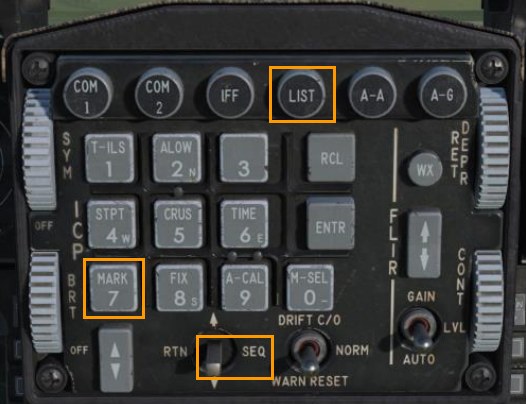 COM 1
COM 2
IFF
LIST
A-A
A-G
SYM
T-ILS 1
ALOW 2 N
3
RCL
WX
DEPR
RET
OFF
ICP
STPT 4 W
CRUS 5
TIME 6 E
ENTR
FLIR
BRT
MARK 7
FIX 8 S
A-CAL 9
M-SEL 0 -
CONT
OFF
RTN
SEQ
DRIFT C/O
NORM
WARN RESET
GAIN
LVL
AUTO